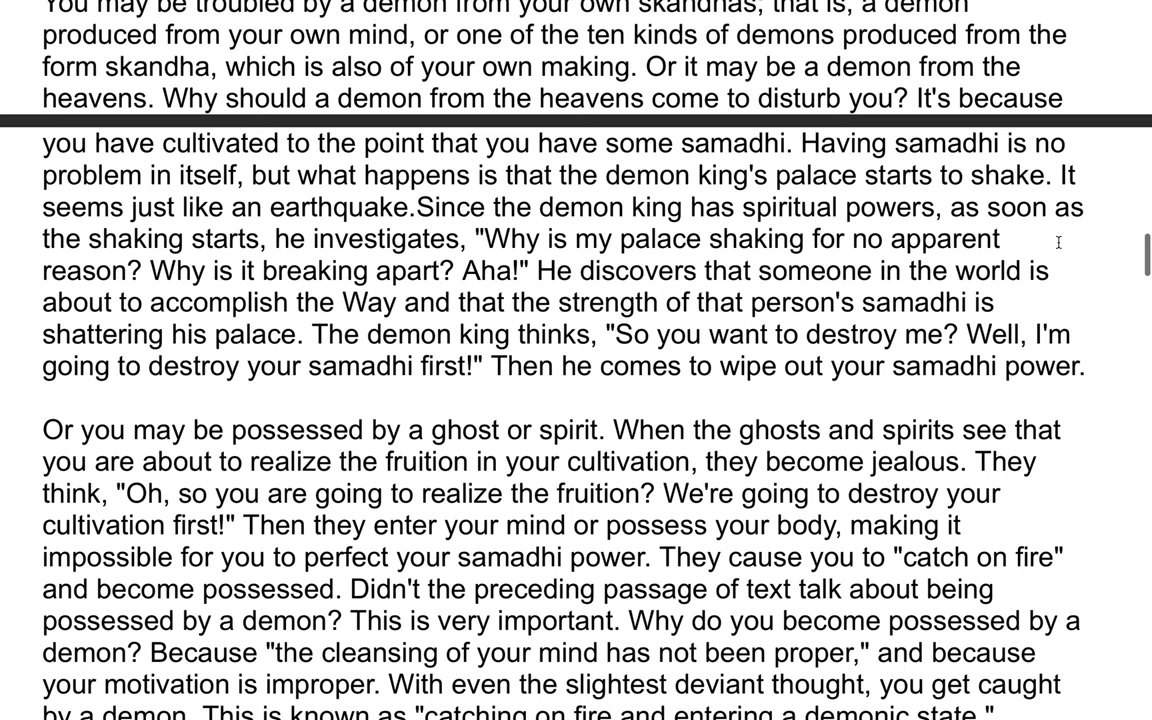 You may be troubled by a demon from your own skandhas; that is, a demon
produced from your own mind, or one of the ten kinds of demons produced from the
form skandha, which is also of your own making. Or it may be a demon from the
heavens. Why should a demon from the heavens come to disturb you? It's because
you have cultivated to the point that you have some samadhi. Having samadhi is no
problem in itself, but what happens is that the demon king's palace starts to shake. It
seems just like an earthquake.Since the demon king has spiritual powers, as soon as
the shaking starts, he investigates, "Why is my palace shaking for no apparent
reason? Why is it breaking apart? Aha!" He discovers that someone in the world is
about to accomplish the Way and that the strength of that person's samadhi is
shattering his palace. The demon king thinks, "So you want to destroy me? Well, I'm
going to destroy your samadhi first!" Then he comes to wipe out your samadhi power.
Or you may be possessed by a ghost or spirit. When the ghosts and spirits see that
you are about to realize the fruition in your cultivation, they become jealous. They
think, "Oh, so you are going to realize the fruition? We're going to destroy your
cultivation first!" Then they enter your mind or possess your body, making it
impossible for you to perfect your samadhi power. They cause you to "catch on fire"
and become possessed. Didn't the preceding passage of text talk about being
possessed by a demon? This is very important. Why do you become possessed by a
demon? Because "the cleansing of your mind has not been proper," and because
your motivation is improper. With even the slightest deviant thought, you get caught
by a demon. This is known as "catching on fire and entering a demonic state."